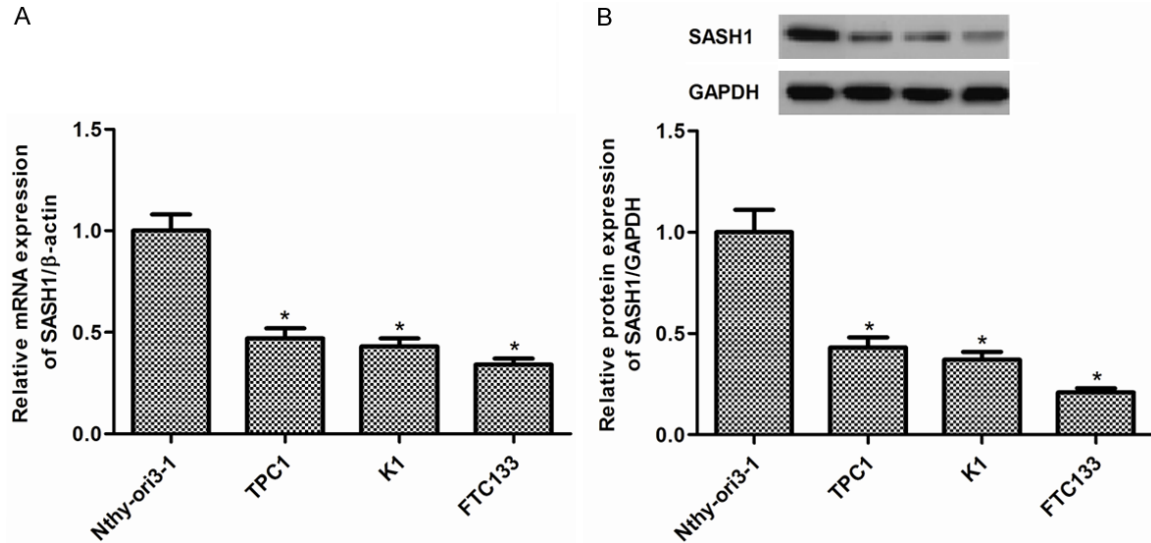 A
Relative mRNA expression
of SASH1/β-actin
1.5
1.0
0.5
0.0
*
*
*
Nthy-ori3-1
TPC1
K1
FTC133
B
SASH1
GAPDH
Relative protein expression
of SASH1/GAPDH
1.5
1.0
0.5
0.0
*
*
*
Nthy-ori3-1
TPC1
K1
FTC133